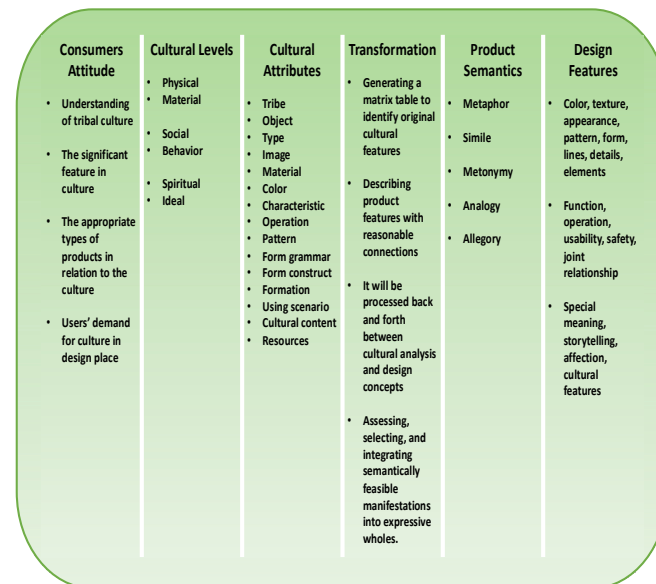 Consumers
Attitude
• Understanding
of tribal culture
• The significant
feature in
culture
• The appropriate
types of
products in
relation to the
culture
• Users’ demand
for culture in
design place
Cultural Levels
• Physical
• Material
• Social
• Behavior
• Spiritual
• Ideal
Cultural
Attributes
• Tribe
• Object
• Type
• Image
• Material
• Color
• Characteristic
• Operation
• Pattern
• Form grammar
• Form construct
• Formation
• Using scenario
• Cultural content
• Resources
Transformation
• Generating a
matrix table to
identify original
cultural
features
• Describing
product
features with
reasonable
connections
• It will be
processed back
and forth
between
cultural analysis
and design
concepts
• Assessing,
selecting, and
integrating
semantically
feasible
manifestations
into expressive
wholes.
Product
Semantics
• Metaphor
• Simile
• Metonymy
• Analogy
• Allegory
Design
Features
• Color, texture,
appearance,
pattern, form,
lines, details,
elements
• Function,
operation,
usability, safety,
joint
relationship
• Special
meaning,
storytelling,
affection,
cultural
features